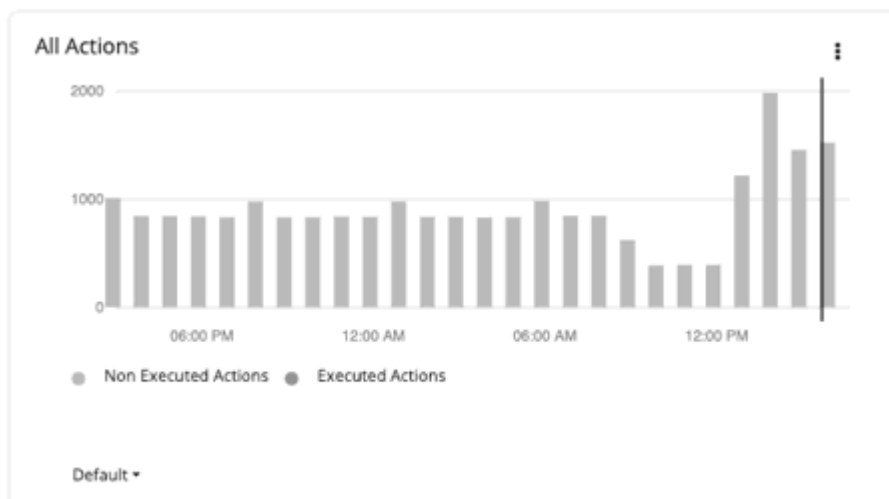 All Actions
2000
1000
0
06:00 PM 12:00 AM 06:00 AM 12:00 PM
Non Executed Actions Executed Actions
Default